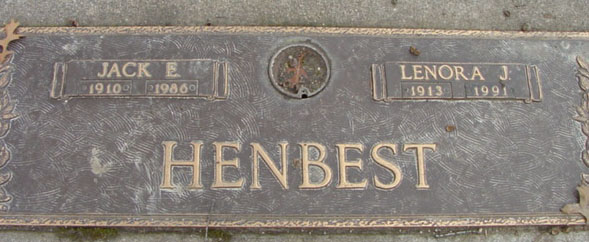 JACK E. LENORA J.
1910 1986 1913 1991
HENBEST